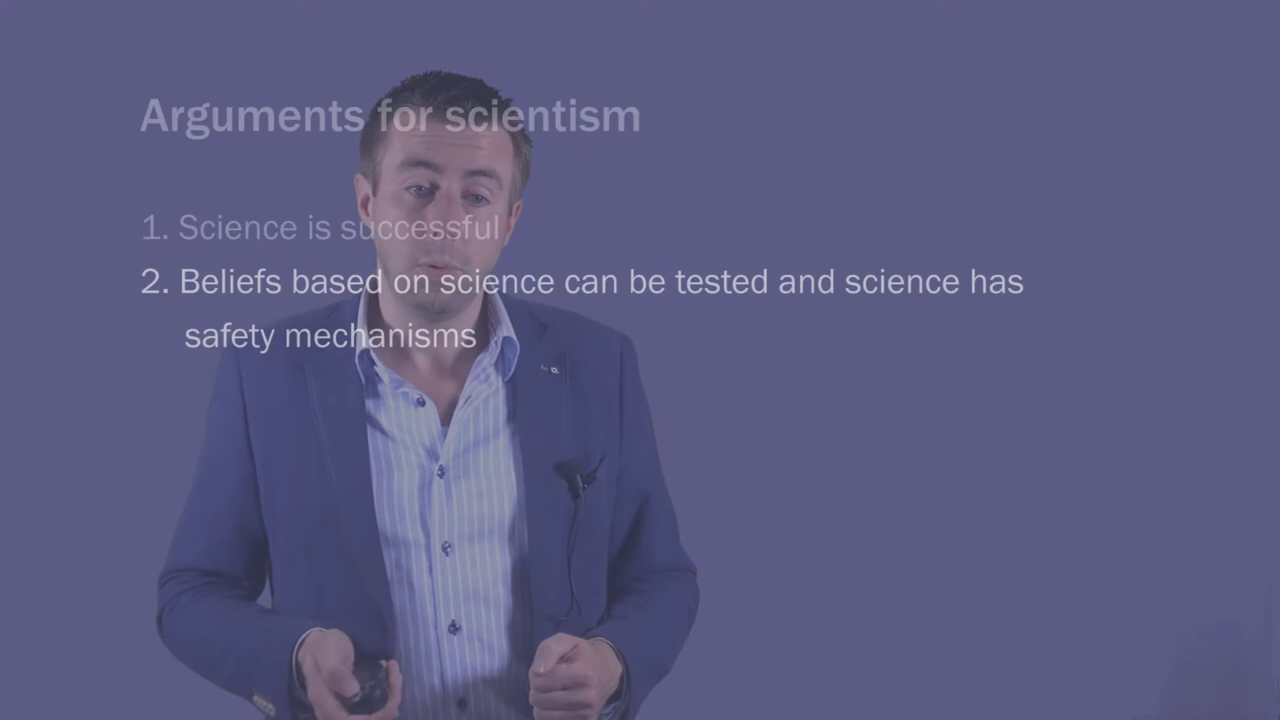 Arguments for scientism
1. Science is successful
2. Beliefs based on science can be tested and science has
safety mechanisms